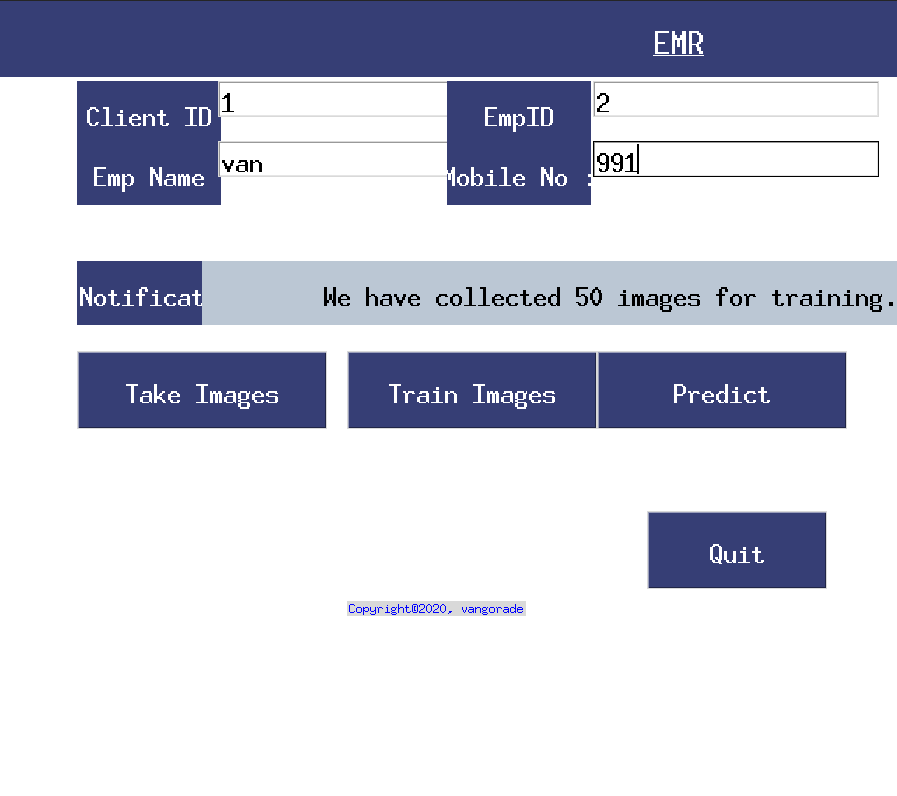 EMR
Client ID 1 EmpID 2
Emp Name van Mobile No : 991
Notificat We have collected 50 images for training.
Take Images Train Images Predict
Quit
Copyright@2020, vangorade